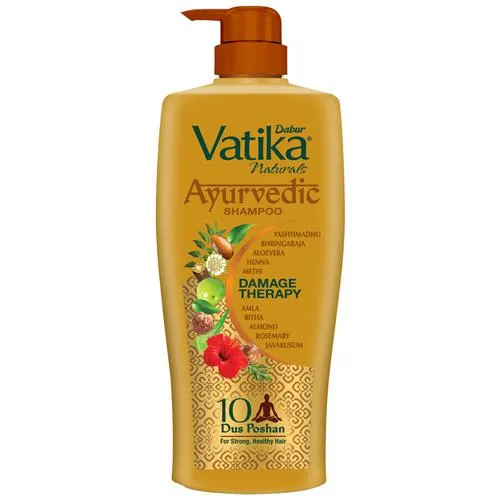 Dabur
Vatika®
Naturals
Ayurvedic
SHAMPOO
YASHTIMADHU
BHRINGARAJA
ALOEVERA
HENNA
METHI
DAMAGE
THERAPY
AMLA
RITHA
ALMOND
ROSEMARY
JAVAKUSUM
10
Dus Poshan
For Strong, Healthy Hair